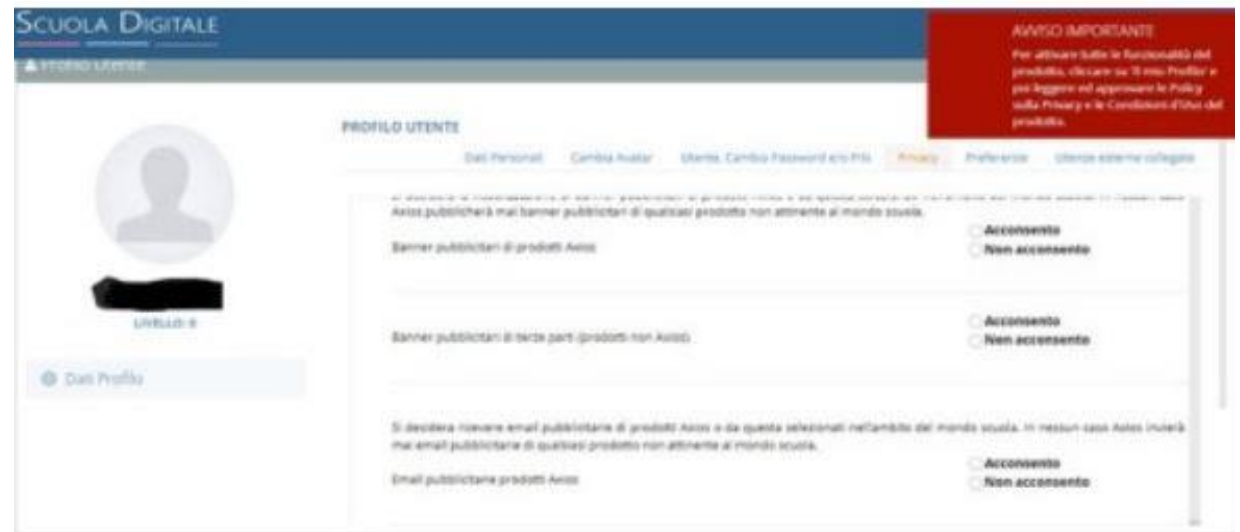 SCUOLA DIGITALE
AVVISO IMPORTANTE
Per attivare tutte le funzionalità del
prodotto, cliccare su 'Il mio Profilo' e
poi leggere ed approvare le Policy
sulla Privacy e le Condizioni d'Uso del
prodotto.
Profilo Utente
PROFILO UTENTE
Dati Personali Cambia Avatar Utente, Cambia Password e/o PIN Privacy Preferenze Utenze esterne collegate
Axios pubblicherà mai banner pubblicitari di qualsiasi prodotto non attinente al mondo scuola.
Banner pubblicitari di prodotti Axios
Acconsento
Non acconsento
LIVELLO: 0
Banner pubblicitari di terze parti (prodotti non Axios)
Acconsento
Non acconsento
Dati Profilo
Si desidera ricevere email pubblicitarie di prodotti Axios o da questa selezionati nell'ambito del mondo scuola. In nessun caso Axios invierà
mai email pubblicitarie di qualsiasi prodotto non attinente al mondo scuola.
Email pubblicitarie prodotti Axios
Acconsento
Non acconsento